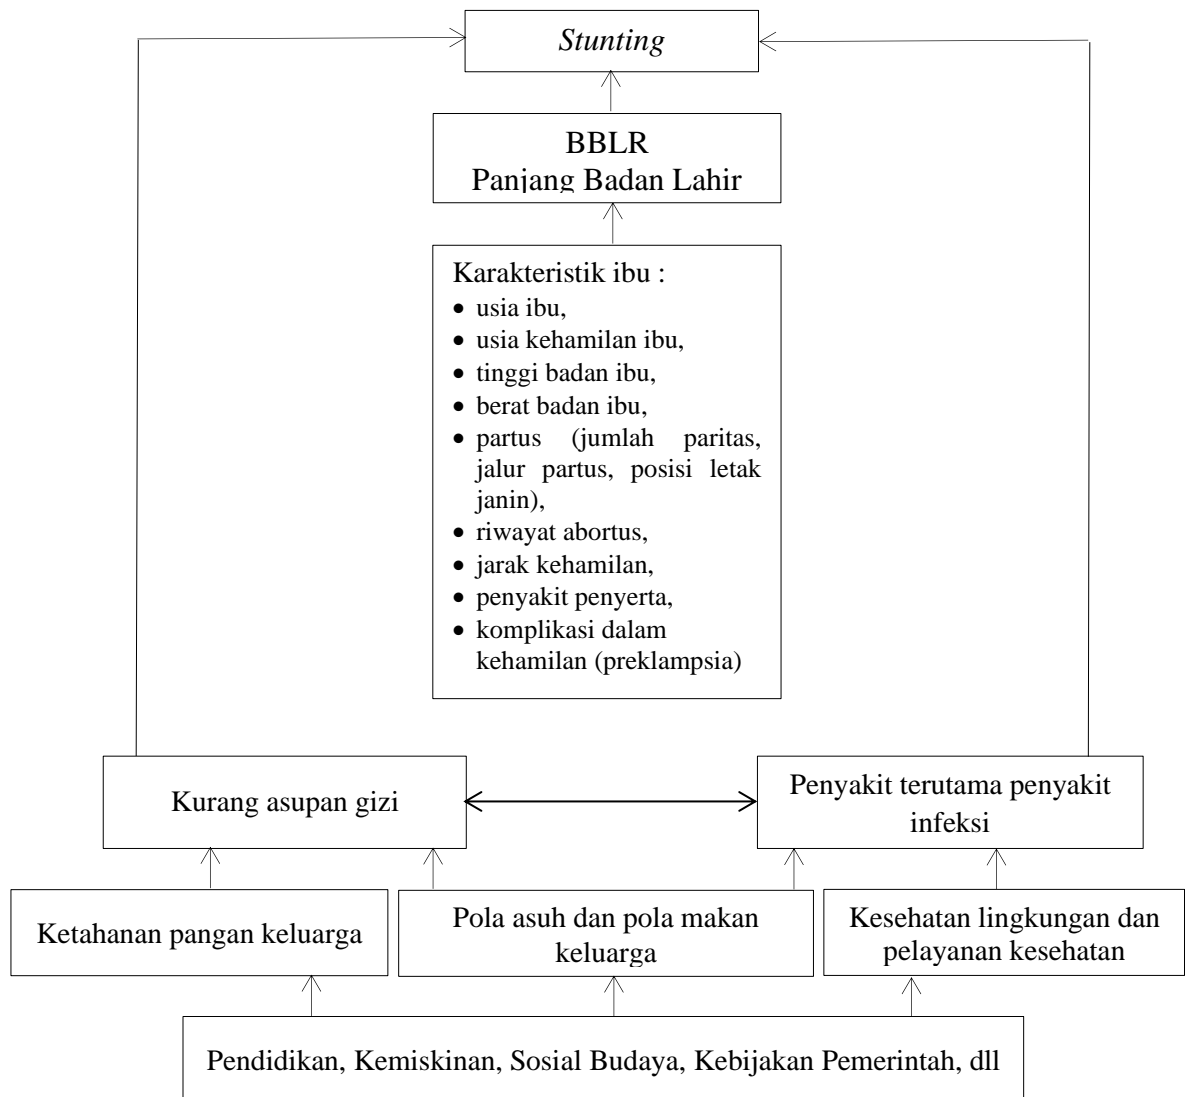 Stunting
BBLR
Panjang Badan Lahir
Karakteristik ibu :
• usia ibu,
• usia kehamilan ibu,
• tinggi badan ibu,
• berat badan ibu,
• partus (jumlah paritas,
jalur partus, posisi letak
janin),
• riwayat abortus,
• jarak kehamilan,
• penyakit penyerta,
• komplikasi dalam
kehamilan (preklampsia)
Kurang asupan gizi
Penyakit terutama penyakit
infeksi
Ketahanan pangan keluarga
Pola asuh dan pola makan
keluarga
Kesehatan lingkungan dan
pelayanan kesehatan
Pendidikan, Kemiskinan, Sosial Budaya, Kebijakan Pemerintah, dll